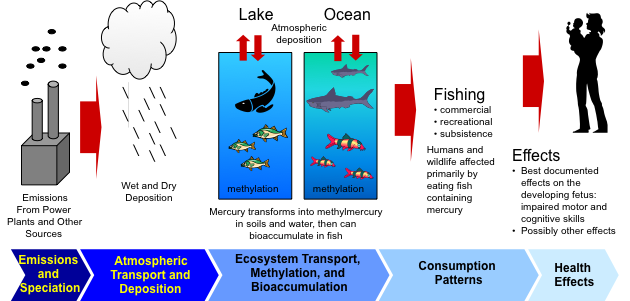 Lake
Ocean
Atmospheric
deposition
methylation
methylation
Emissions
From Power
Plants and Other
Sources
Wet and Dry
Deposition
Mercury transforms into methylmercury
in soils and water, then can
bioaccumulate in fish
Fishing
• commercial
• recreational
• subsistence
Humans and
wildlife affected
primarily by
eating fish
containing
mercury
Effects
• Best documented
effects on the
developing fetus:
impaired motor and
cognitive skills
• Possibly other effects
Emissions
and
Speciation
Atmospheric
Transport and
Deposition
Ecosystem Transport,
Methylation, and
Bioaccumulation
Consumption
Patterns
Health
Effects